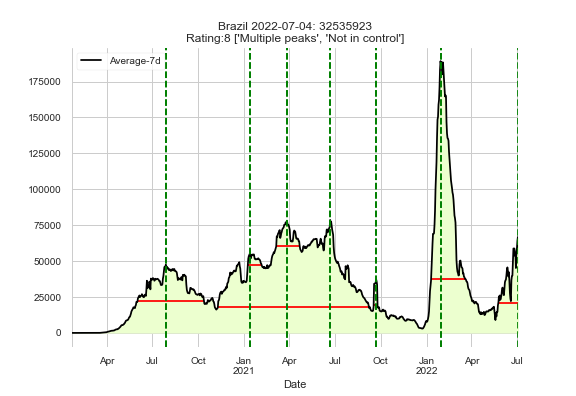 Brazil 2022-07-04: 32535923
Rating:8 ['Multiple peaks', 'Not in control']
Average-7d
175000
150000
125000
100000
75000
50000
25000
0
Apr Jul Oct Jan Apr Jul Oct Jan Apr Jul
2021 2022
Date